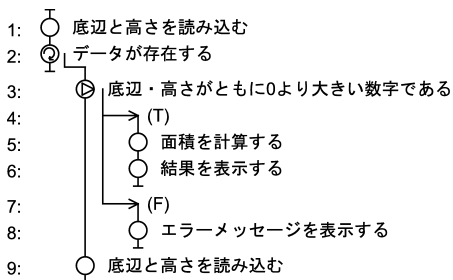 1: 底辺と高さを読み込む
2: データが存在する
3: 底辺・高さがともに0より大きい数字である
4: (T)
5: 面積を計算する
6: 結果を表示する
7: (F)
8: エラーメッセージを表示する
9: 底辺と高さを読み込む